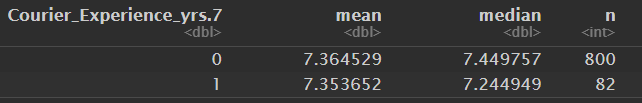 Courier_Experience_yrs.7 mean median n
<dbl> <dbl> <dbl> <int>
0 7.364529 7.449757 800
1 7.353652 7.244949 82